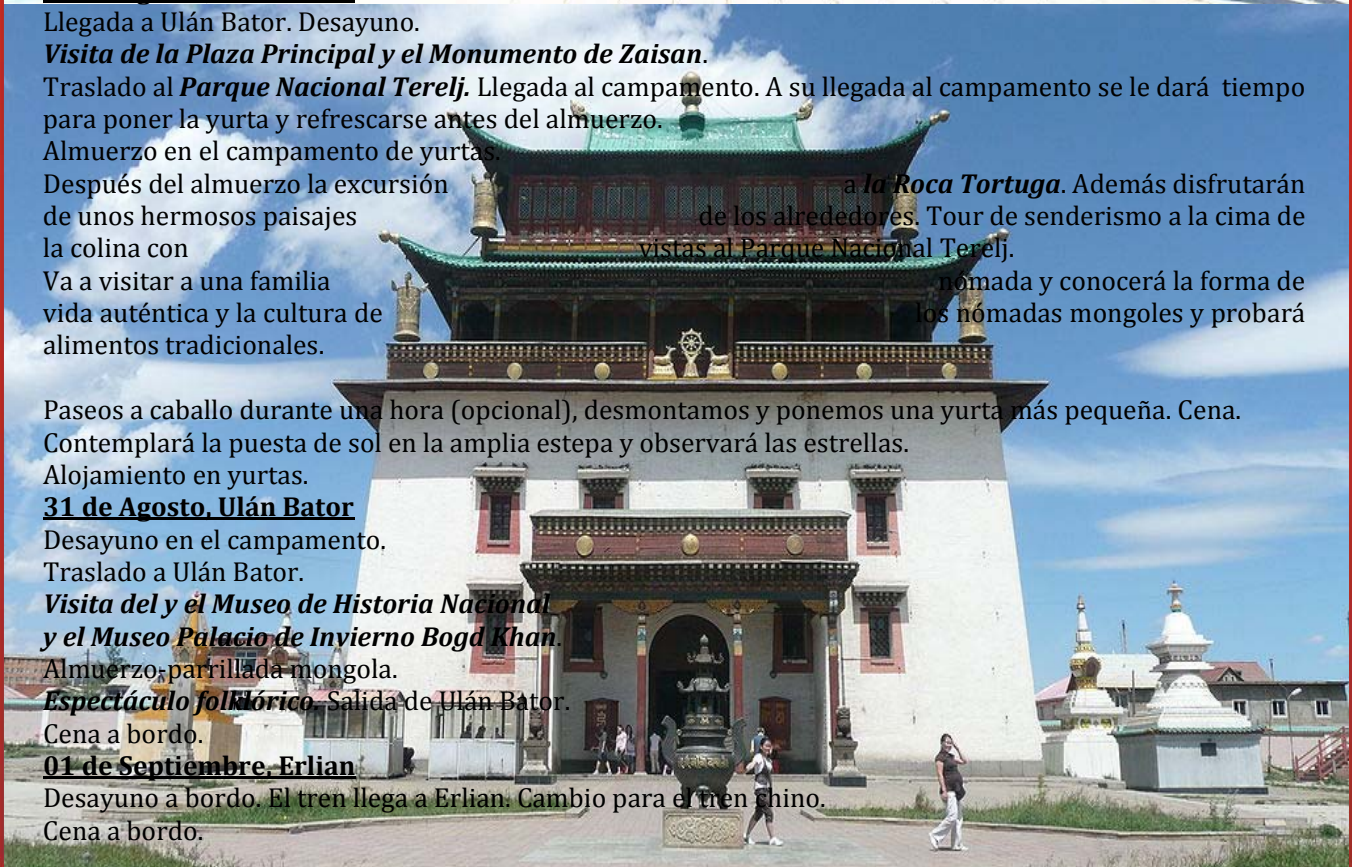 Llegada a Ulán Bator. Desayuno.
Visita de la Plaza Principal y el Monumento de Zaisan.
Traslado al Parque Nacional Terelj. Llegada al campamento. A su llegada al campamento se le dará tiempo
para poner la yurta y refrescarse antes del almuerzo.
Almuerzo en el campamento de yurtas.
Después del almuerzo la excursión a la Roca Tortuga. Además disfrutarán
de unos hermosos paisajes de los alrededores. Tour de senderismo a la cima de
la colina con vistas al Parque Nacional Terelj.
Va a visitar a una familia nómada y conocerá la forma de
vida auténtica y la cultura de los nómadas mongoles y probará
alimentos tradicionales.
Paseos a caballo durante una hora (opcional), desmontamos y ponemos una yurta más pequeña. Cena.
Contemplará la puesta de sol en la amplia estepa y observará las estrellas.
Alojamiento en yurtas.
31 de Agosto, Ulán Bator
Desayuno en el campamento.
Traslado a Ulán Bator.
Visita del y el Museo de Historia Nacional
y el Museo Palacio de Invierno Bogd Khan.
Almuerzo-parrillada mongola.
Espectáculo folklórico. Salida de Ulán Bator.
Cena a bordo.
01 de Septiembre, Erlian
Desayuno a bordo. El tren llega a Erlian. Cambio para el tren chino.
Cena a bordo.